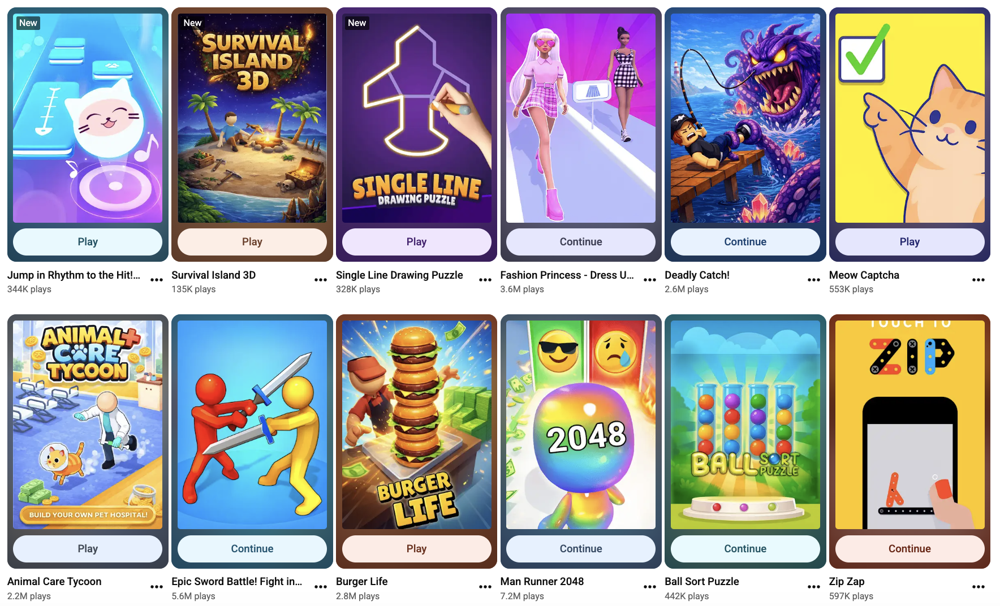 New
New
SURVIVAL
ISLAND
3D
New
SINGLE LINE
DRAWING PUZZLE
Play
Play
Play
Continue
Continue
Play
Jump in Rhythm to the Hit!...
Survival Island 3D
Single Line Drawing Puzzle
Fashion Princess - Dress U...
Deadly Catch!
Meow Captcha
344K plays
135K plays
328K plays
3.6M plays
2.6M plays
553K plays
ANIMAL
CARE
TYCOON
BUILD YOUR OWN PET HOSPITAL!
BURGER
LIFE
2048
BALL SORT
PUZZLE
TOUCH TO
ZIP
Play
Continue
Play
Continue
Continue
Continue
Animal Care Tycoon
Epic Sword Battle! Fight in...
Burger Life
Man Runner 2048
Ball Sort Puzzle
Zip Zap
2.2M plays
5.6M plays
2.8M plays
7.2M plays
442K plays
597K plays